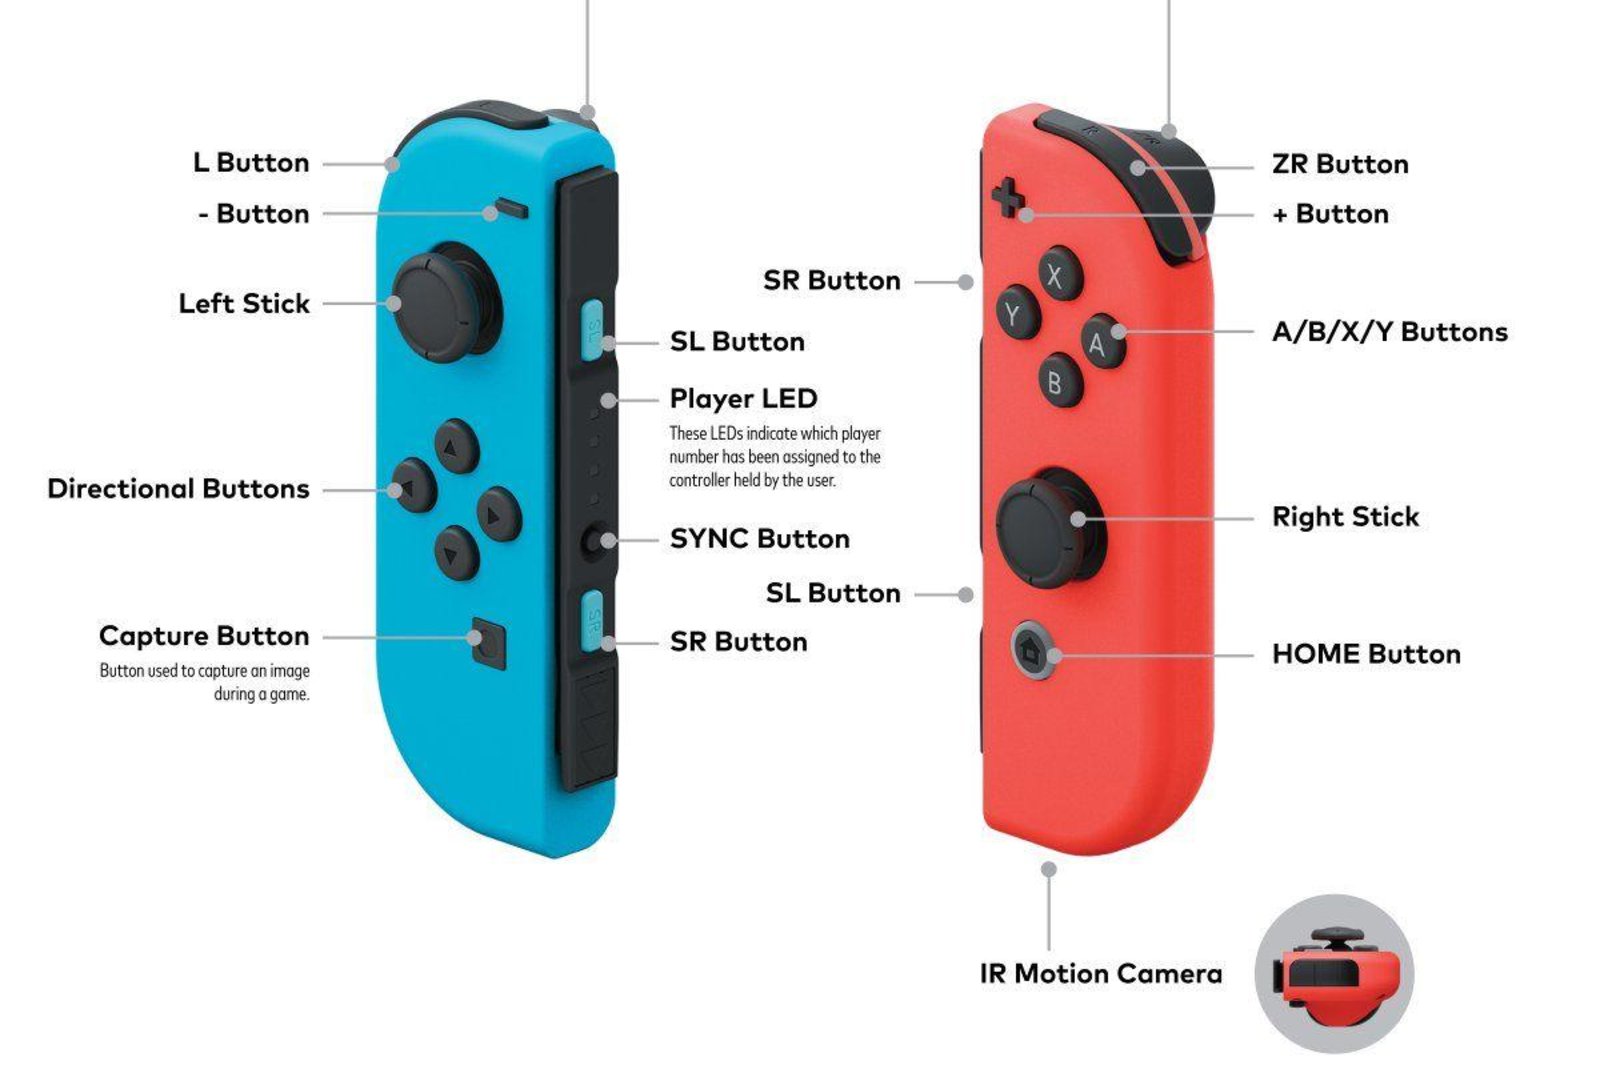 L Button
- Button
Left Stick
Directional Buttons
Capture Button
Button used to capture an image
during a game.
SL
SR
SL Button
Player LED
These LEDs indicate which player
number has been assigned to the
controller held by the user.
SYNC Button
SR Button
SR Button
SL Button
R
ZR
X
Y
A
B
ZR Button
+ Button
A/B/X/Y Buttons
Right Stick
HOME Button
IR Motion Camera